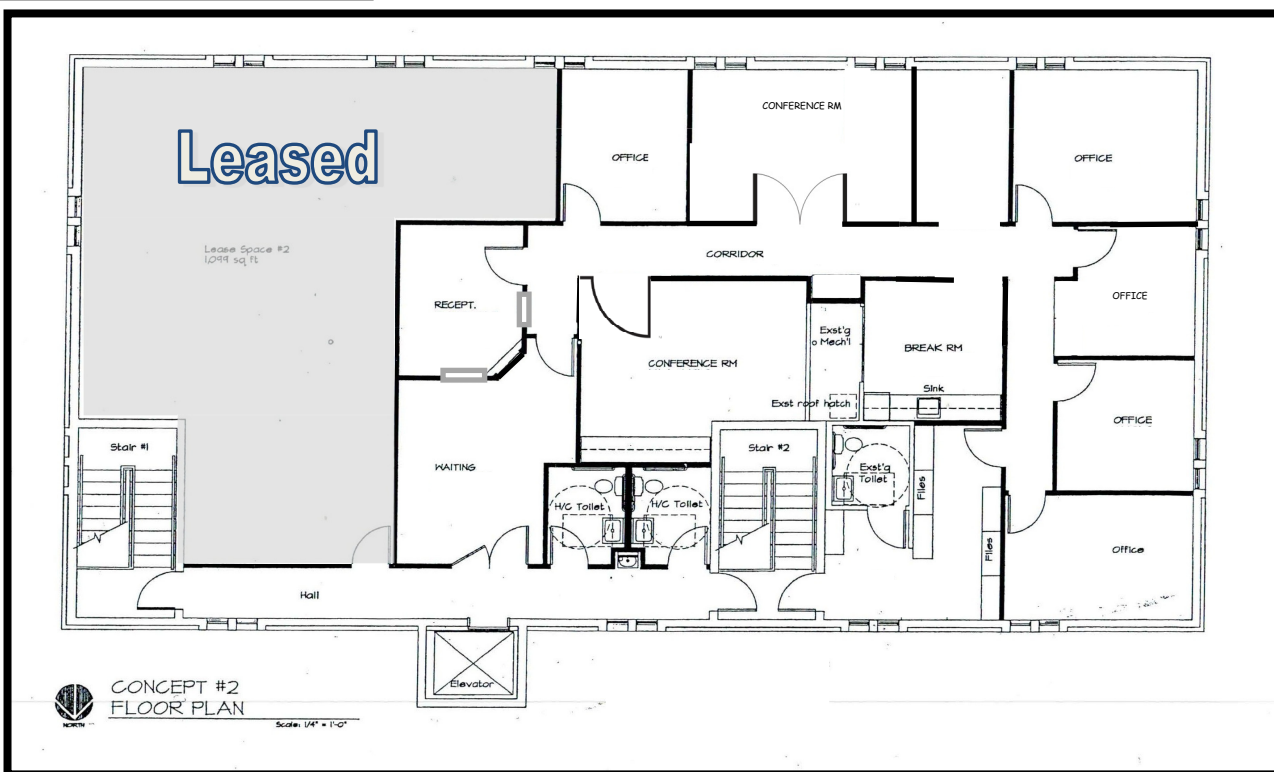 Leased
Lease Space #2
1,099 sq ft
OFFICE
CONFERENCE RM
OFFICE
CORRIDOR
RECEPT.
OFFICE
Exst'g
Mech'l
BREAK RM
CONFERENCE RM
Sink
Exst roof hatch
OFFICE
Stair #1
WAITING
Stair #2
Exst'g
Toilet
Files
H/C Toilet
H/C Toilet
Files
Office
Hall
Elevator
CONCEPT #2
FLOOR PLAN
NORTH
Scale: 1/4" = 1'-0"